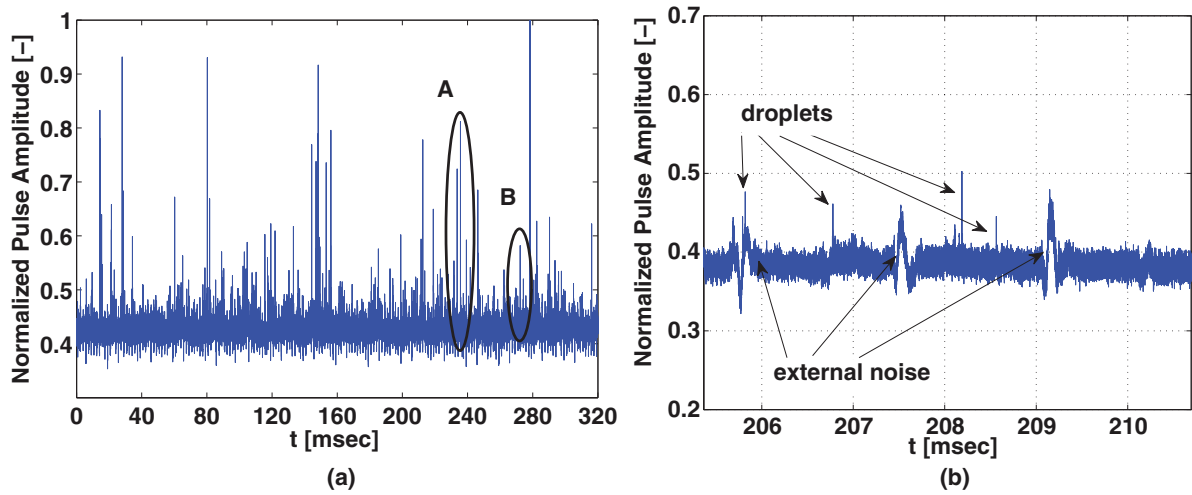 Normalized Pulse Amplitude [−]
1
0.9
0.8
0.7
0.6
0.5
0.4
A
B
0 40 80 120 160 200 240 280 320
t [msec]
(a)
Normalized Pulse Amplitude [−]
0.7
0.6
0.5
0.4
0.3
0.2
droplets
external noise
206 207 208 209 210
t [msec]
(b)